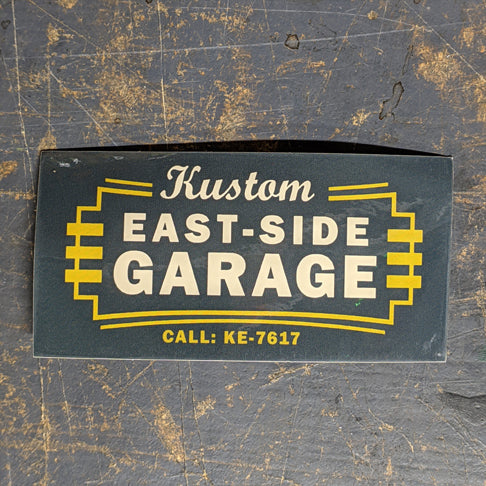 Kustom
EAST-SIDE
GARAGE
CALL: KE-7617